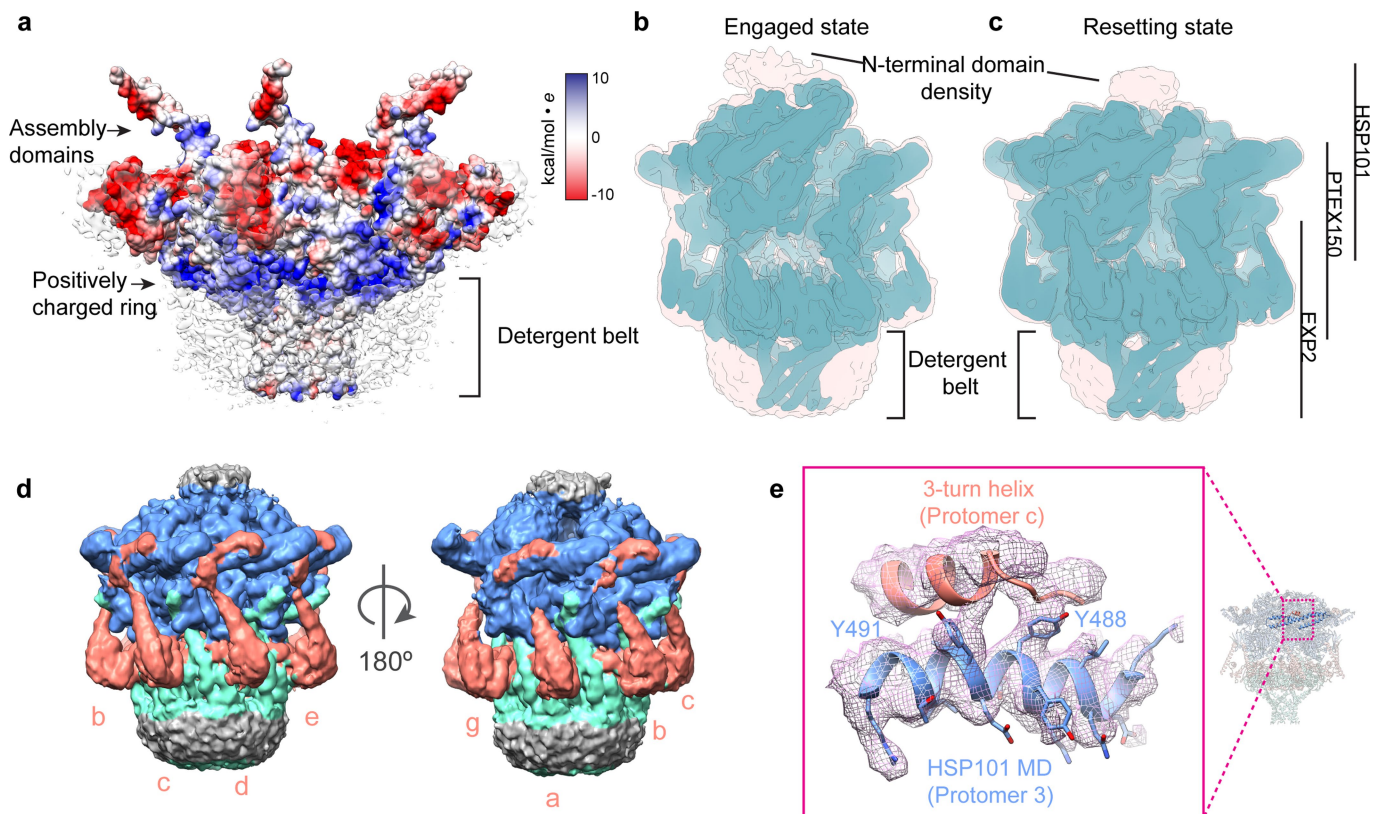 a
Assembly
domains
Positively
charged ring
10
0
-10
kcal/mol • e
Detergent belt
b
Engaged state
c
Resetting state
N-terminal domain
density
Detergent
belt
HSP101
PTEX150
EXP2
d
180º
b
c
d
e
g
a
b
c
e
3-turn helix
(Protomer c)
Y491
Y488
HSP101 MD
(Protomer 3)